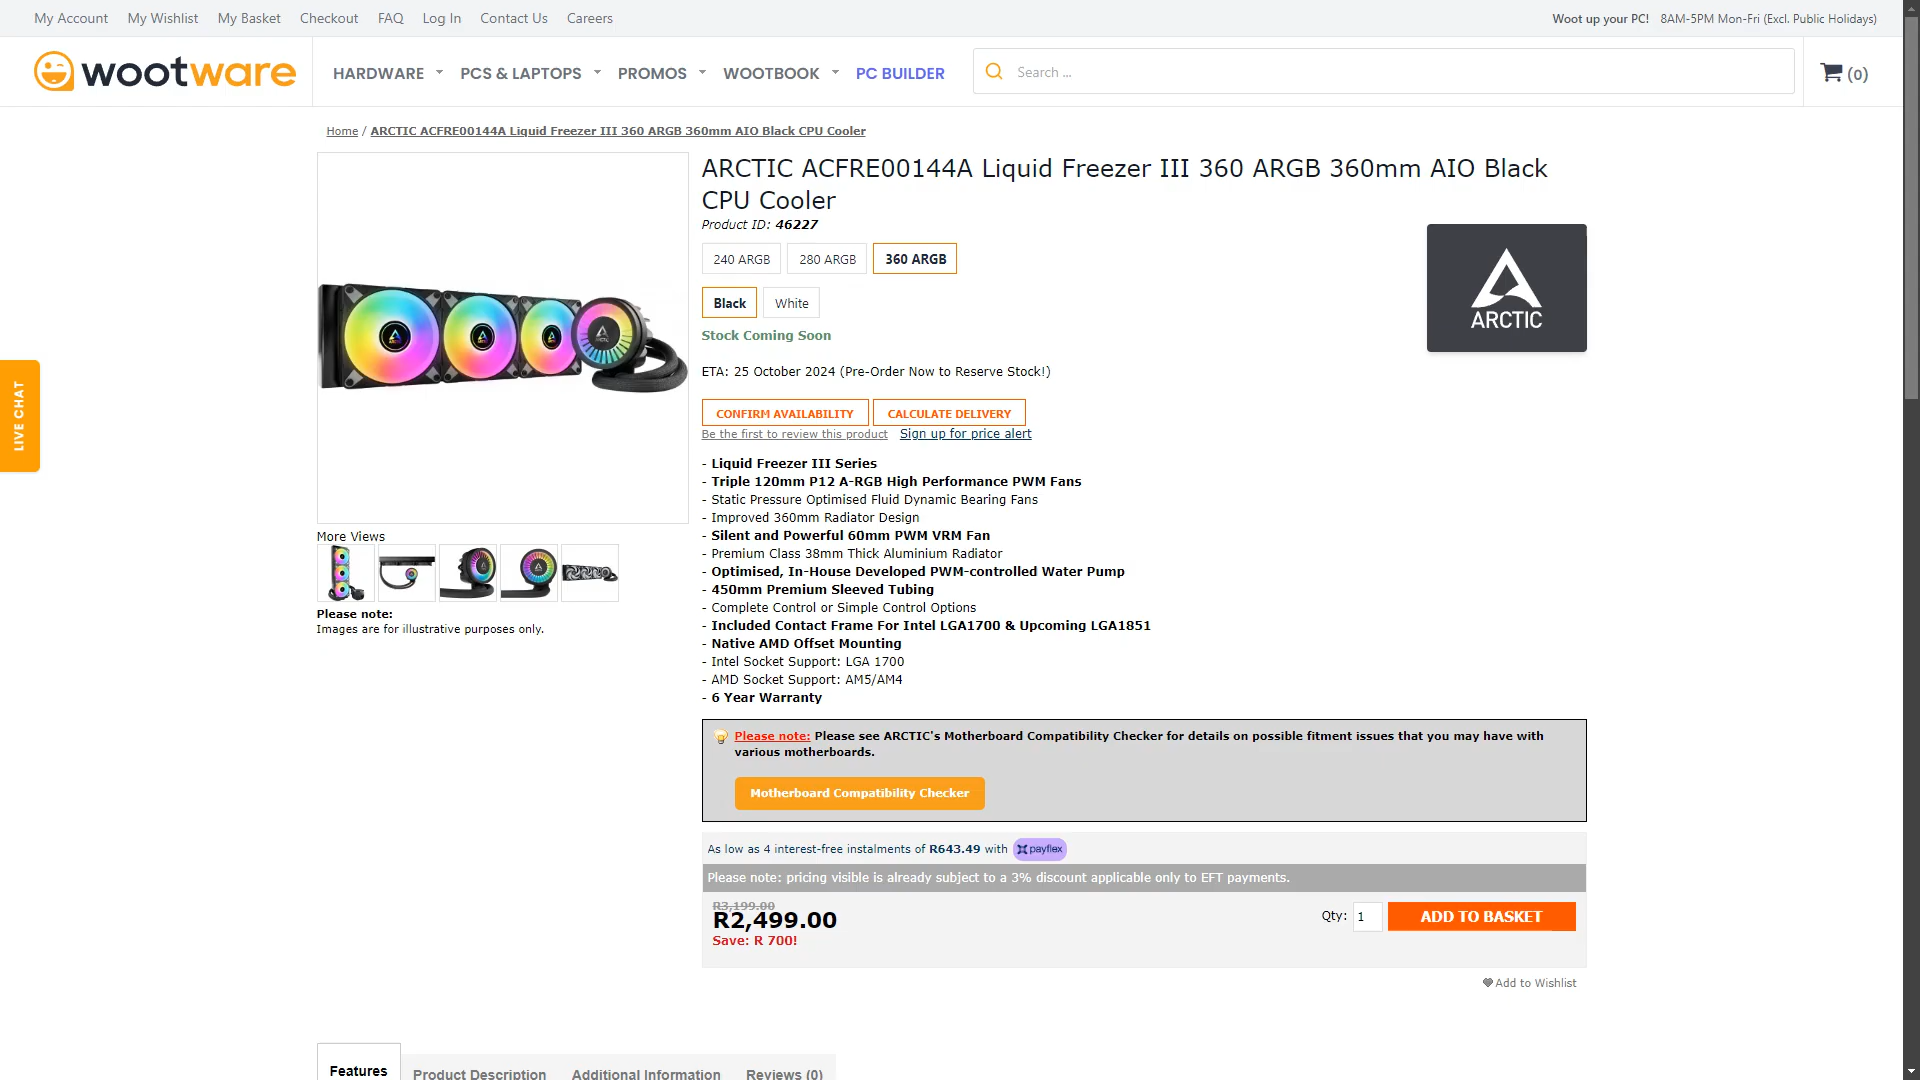 My Account My Wishlist My Basket Checkout FAQ Log In Contact Us Careers
Woot up your PC! 8AM-5PM Mon-Fri (Excl. Public Holidays)
wootware
HARDWARE PCS & LAPTOPS PROMOS WOOTBOOK PC BUILDER
Search ...
(0)
Home / ARCTIC ACFRE00144A Liquid Freezer III 360 ARGB 360mm AIO Black CPU Cooler
ARCTIC ACFRE00144A Liquid Freezer III 360 ARGB 360mm AIO Black
CPU Cooler
Product ID: 46227
240 ARGB 280 ARGB 360 ARGB
Black White
ARCTIC
Stock Coming Soon
ETA: 25 October 2024 (Pre-Order Now to Reserve Stock!)
LIVE CHAT
CONFIRM AVAILABILITY CALCULATE DELIVERY
Be the first to review this product Sign up for price alert
- Liquid Freezer III Series
- Triple 120mm P12 A-RGB High Performance PWM Fans
- Static Pressure Optimised Fluid Dynamic Bearing Fans
- Improved 360mm Radiator Design
- Silent and Powerful 60mm PWM VRM Fan
- Premium Class 38mm Thick Aluminium Radiator
- Optimised, In-House Developed PWM-controlled Water Pump
- 450mm Premium Sleeved Tubing
- Complete Control or Simple Control Options
- Included Contact Frame For Intel LGA1700 & Upcoming LGA1851
- Native AMD Offset Mounting
- Intel Socket Support: LGA 1700
- AMD Socket Support: AM5/AM4
- 6 Year Warranty
More Views
Please note:
Images are for illustrative purposes only.
Please note: Please see ARCTIC's Motherboard Compatibility Checker for details on possible fitment issues that you may have with
various motherboards.
Motherboard Compatibility Checker
As low as 4 interest-free instalments of R643.49 with payflex
Please note: pricing visible is already subject to a 3% discount applicable only to EFT payments.
R3,199.00
R2,499.00
Save: R 700!
Qty: 1 ADD TO BASKET
Add to Wishlist
Features Product Description Additional Information Reviews (0)